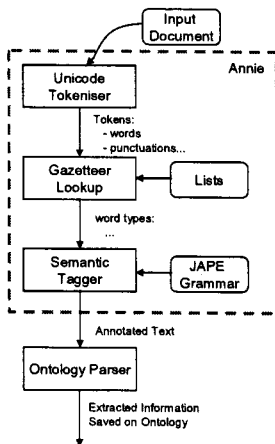 Input
Document
Annie
Unicode
Tokeniser
Tokens:
- words
- punctuations...
Gazetteer
Lookup
Lists
word types:
...
Semantic
Tagger
JAPE
Grammar
Annotated Text
Ontology Parser
Extracted Information
Saved on Ontology